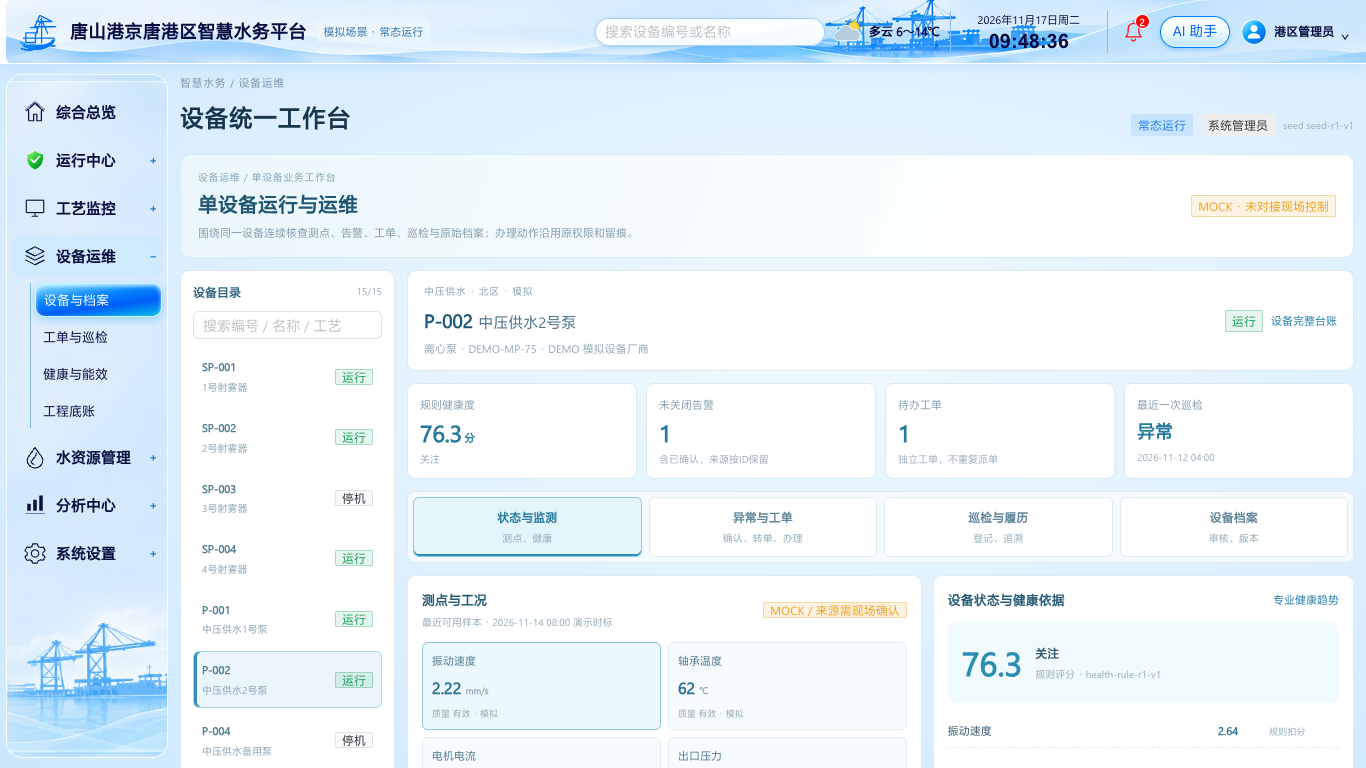 唐山港京唐港区智慧水务平台
模拟场景 · 常态运行
搜索设备编号或名称
多云 6～14℃
2026年11月17日周二
09:48:36
2
AI 助手
港区管理员
综合总览
运行中心 +
工艺监控 +
设备运维 −
设备与档案
工单与巡检
健康与能效
工程底账
水资源管理 +
分析中心 +
系统设置 +
智慧水务 / 设备运维
设备统一工作台
常态运行
系统管理员
seed seed-r1-v1
设备运维 / 单设备业务工作台
单设备运行与运维
围绕同一设备连续核查测点、告警、工单、巡检与原始档案；办理动作沿用原权限和留痕。
MOCK · 未对接现场控制
设备目录
15/15
搜索编号 / 名称 / 工艺
SP-001
1号射雾器
运行
SP-002
2号射雾器
运行
SP-003
3号射雾器
停机
SP-004
4号射雾器
运行
P-001
中压供水1号泵
运行
P-002
中压供水2号泵
运行
P-004
中压供水备用泵
停机
中压供水 · 北区 · 模拟
P-002 中压供水2号泵
离心泵 · DEMO-MP-75 · DEMO 模拟设备厂商
运行
设备完整台账
规则健康度
76.3 分
关注
未关闭告警
1
含已确认，来源按ID保留
待办工单
1
独立工单，不重复派单
最近一次巡检
异常
2026-11-12 04:00
状态与监测
测点、健康
异常与工单
确认、转单、办理
巡检与履历
登记、追溯
设备档案
审核、版本
测点与工况
最近可用样本 · 2026-11-14 08:00 演示时标
MOCK / 来源需现场确认
振动速度
2.22 mm/s
质量 有效 · 模拟
轴承温度
62 ℃
质量 有效 · 模拟
电机电流
出口压力
设备状态与健康依据
专业健康趋势
76.3
关注
规则评分 · health-rule-r1-v1
振动速度
2.64
规则扣分